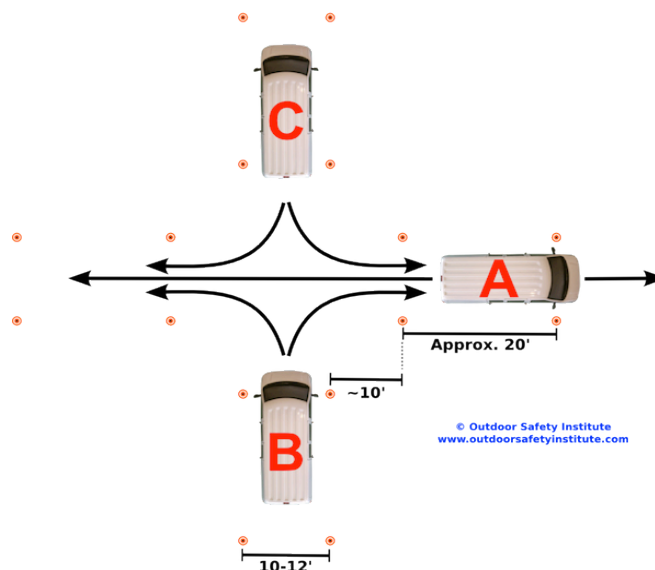 C
A
Approx. 20'
~10'
B
© Outdoor Safety Institute
www.outdoorsafetyinstitute.com
10-12'